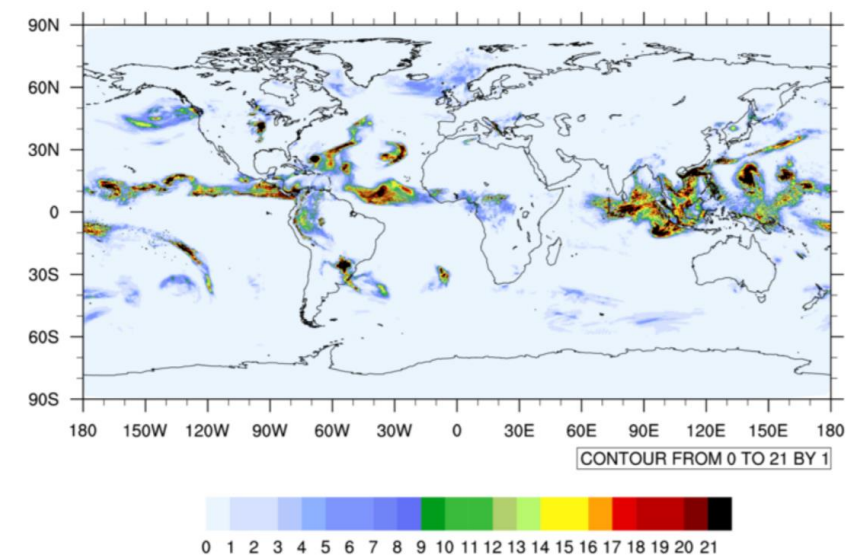 90N
60N
30N
0
30S
60S
90S
180 150W 120W 90W 60W 30W 0 30E 60E 90E 120E 150E 180
CONTOUR FROM 0 TO 21 BY 1
0 1 2 3 4 5 6 7 8 9 10 11 12 13 14 15 16 17 18 19 20 21